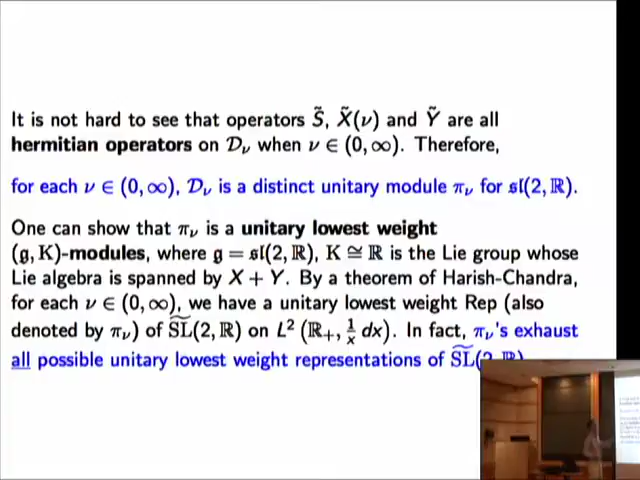 It is not hard to see that operators S̃, X̃(ν) and Ỹ are all
hermitian operators on 𝒟_ν when ν ∈ (0, ∞). Therefore,
for each ν ∈ (0, ∞), 𝒟_ν is a distinct unitary module π_ν for 𝔰𝔩(2, ℝ).
One can show that π_ν is a unitary lowest weight
(𝔤, K)-modules, where 𝔤 = 𝔰𝔩(2, ℝ), K ≅ ℝ is the Lie group whose
Lie algebra is spanned by X + Y. By a theorem of Harish-Chandra,
for each ν ∈ (0, ∞), we have a unitary lowest weight Rep (also
denoted by π_ν) of S͠L(2, ℝ) on L² (ℝ₊, 1/x dx). In fact, π_ν's exhaust
all possible unitary lowest weight representations of S͠L(2, ℝ)